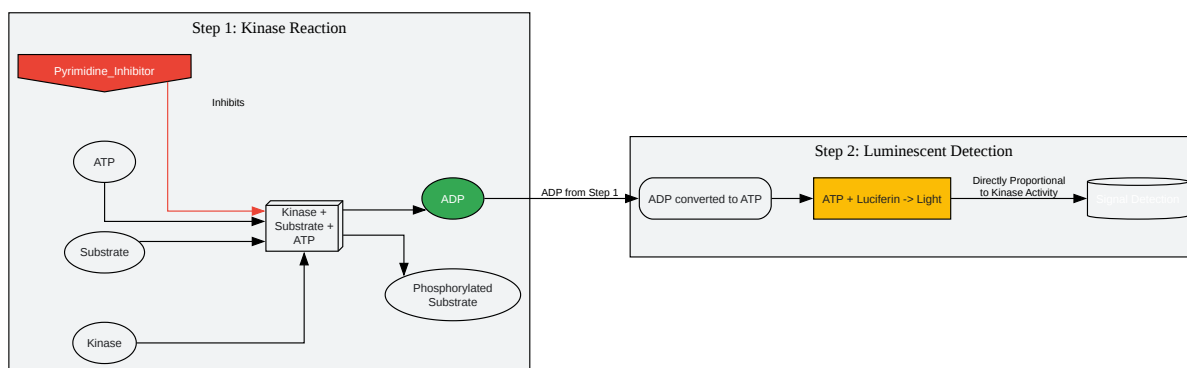 Step 1: Kinase Reaction
Pyrimidine_Inhibitor
Inhibits
ATP
Substrate
Kinase
Kinase +
Substrate +
ATP
ADP
Phosphorylated
Substrate
ADP from Step 1
Step 2: Luminescent Detection
ADP converted to ATP
ATP + Luciferin -> Light
Directly Proportional
to Kinase Activity
Signal Detection